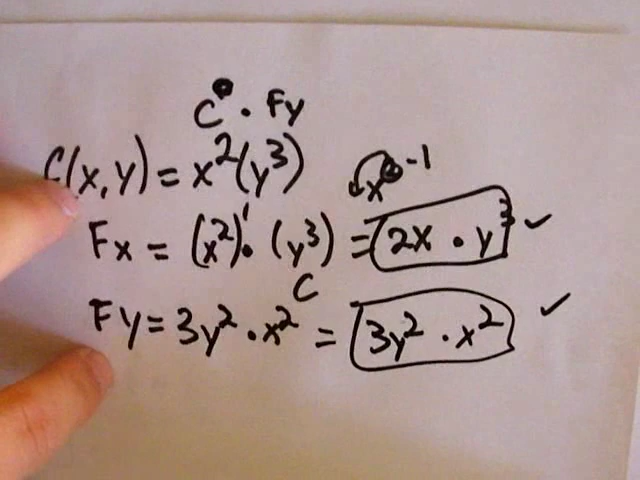 C • Fy
f(x,y) = x²(y³)
x -1
Fx = (x²)' • (y³) = 2x • y³ ✓
C
Fy = 3y² • x² = 3y² • x² ✓